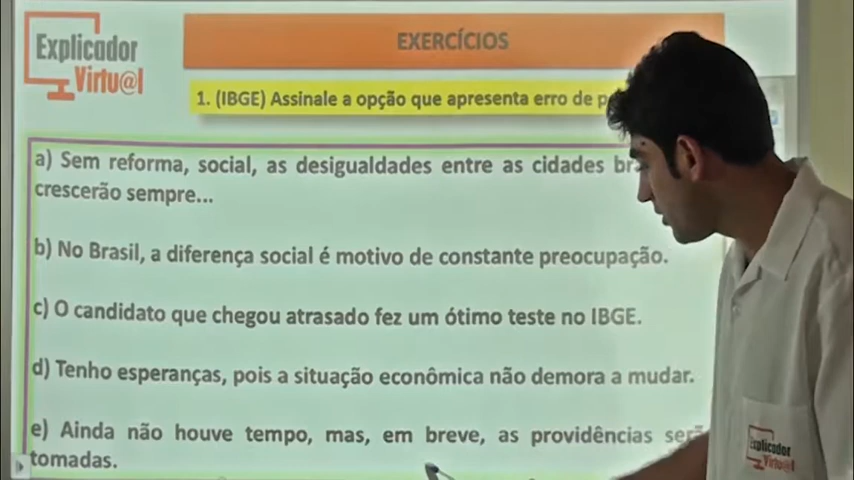 Explicador
Virtu@l
EXERCÍCIOS
1. (IBGE) Assinale a opção que apresenta erro de
a) Sem reforma, social, as desigualdades entre as cidades
crescerão sempre...
b) No Brasil, a diferença social é motivo de constante preocupação.
c) O candidato que chegou atrasado fez um ótimo teste no IBGE.
d) Tenho esperanças, pois a situação econômica não demora a mudar.
e) Ainda não houve tempo, mas, em breve, as providências
tomadas.
Explicador
Virtu@l